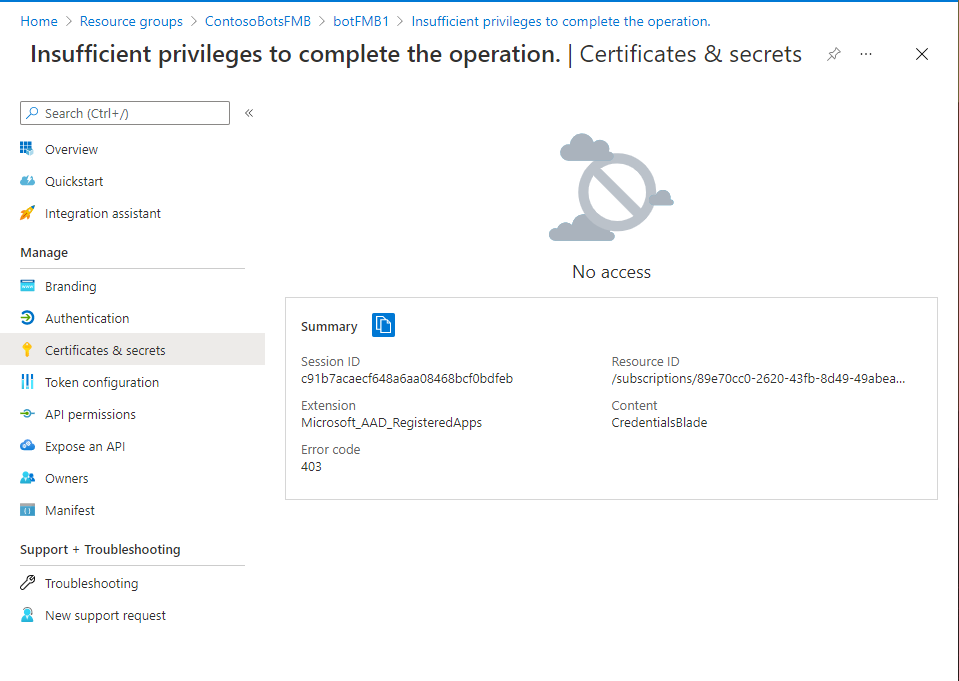 Home > Resource groups > ContosoBotsFMB > botFMB1 > Insufficient privileges to complete the operation.
Insufficient privileges to complete the operation. | Certificates & secrets
Search (Ctrl+/)
Overview
Quickstart
Integration assistant
Manage
Branding
Authentication
Certificates & secrets
Token configuration
API permissions
Expose an API
Owners
Manifest
Support + Troubleshooting
Troubleshooting
New support request
No access
Summary
Session ID
c91b7acaecf648a6aa08468bcf0bdfeb
Resource ID
/subscriptions/89e70cc0-2620-43fb-8d49-49abea...
Extension
Microsoft_AAD_RegisteredApps
Content
CredentialsBlade
Error code
403